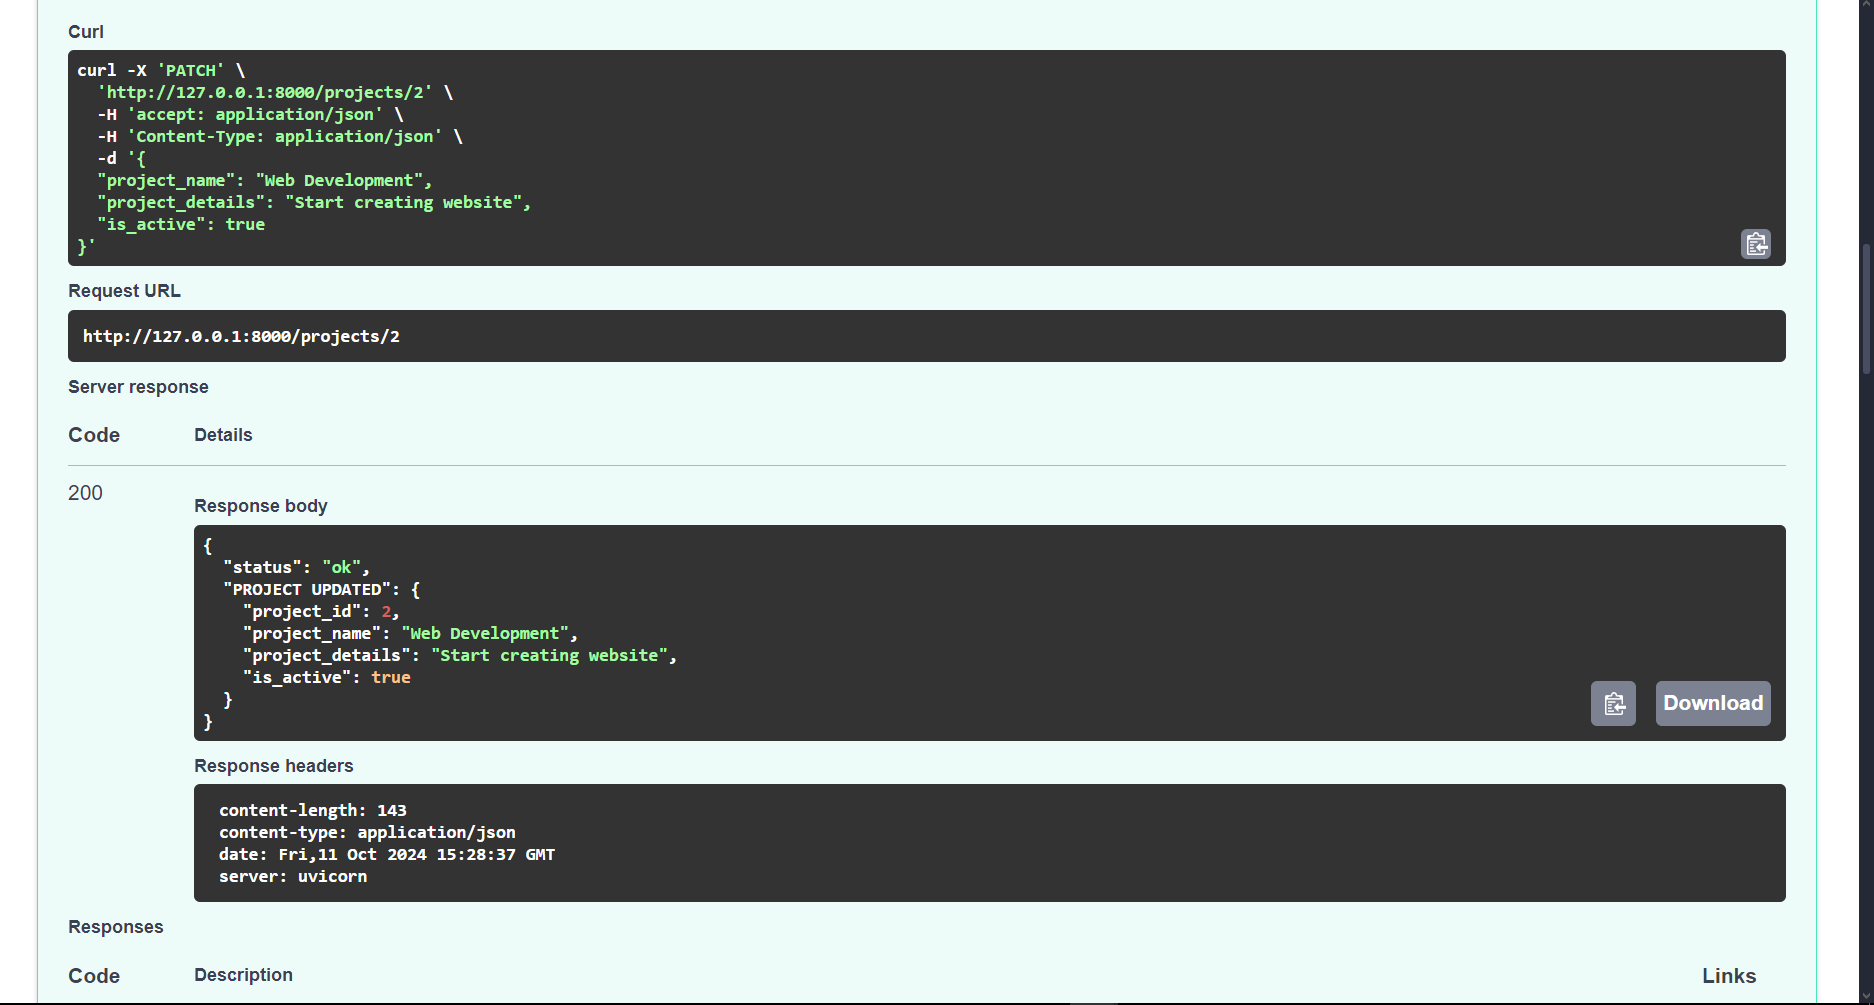 Curl
curl -X 'PATCH' \
  'http://127.0.0.1:8000/projects/2' \
  -H 'accept: application/json' \
  -H 'Content-Type: application/json' \
  -d '{
  "project_name": "Web Development",
  "project_details": "Start creating website",
  "is_active": true
}'
Request URL
http://127.0.0.1:8000/projects/2
Server response
Code Details
200
Response body
{
  "status": "ok",
  "PROJECT UPDATED": {
    "project_id": 2,
    "project_name": "Web Development",
    "project_details": "Start creating website",
    "is_active": true
  }
}
Download
Response headers
content-length: 143
content-type: application/json
date: Fri,11 Oct 2024 15:28:37 GMT
server: uvicorn
Responses
Code Description Links